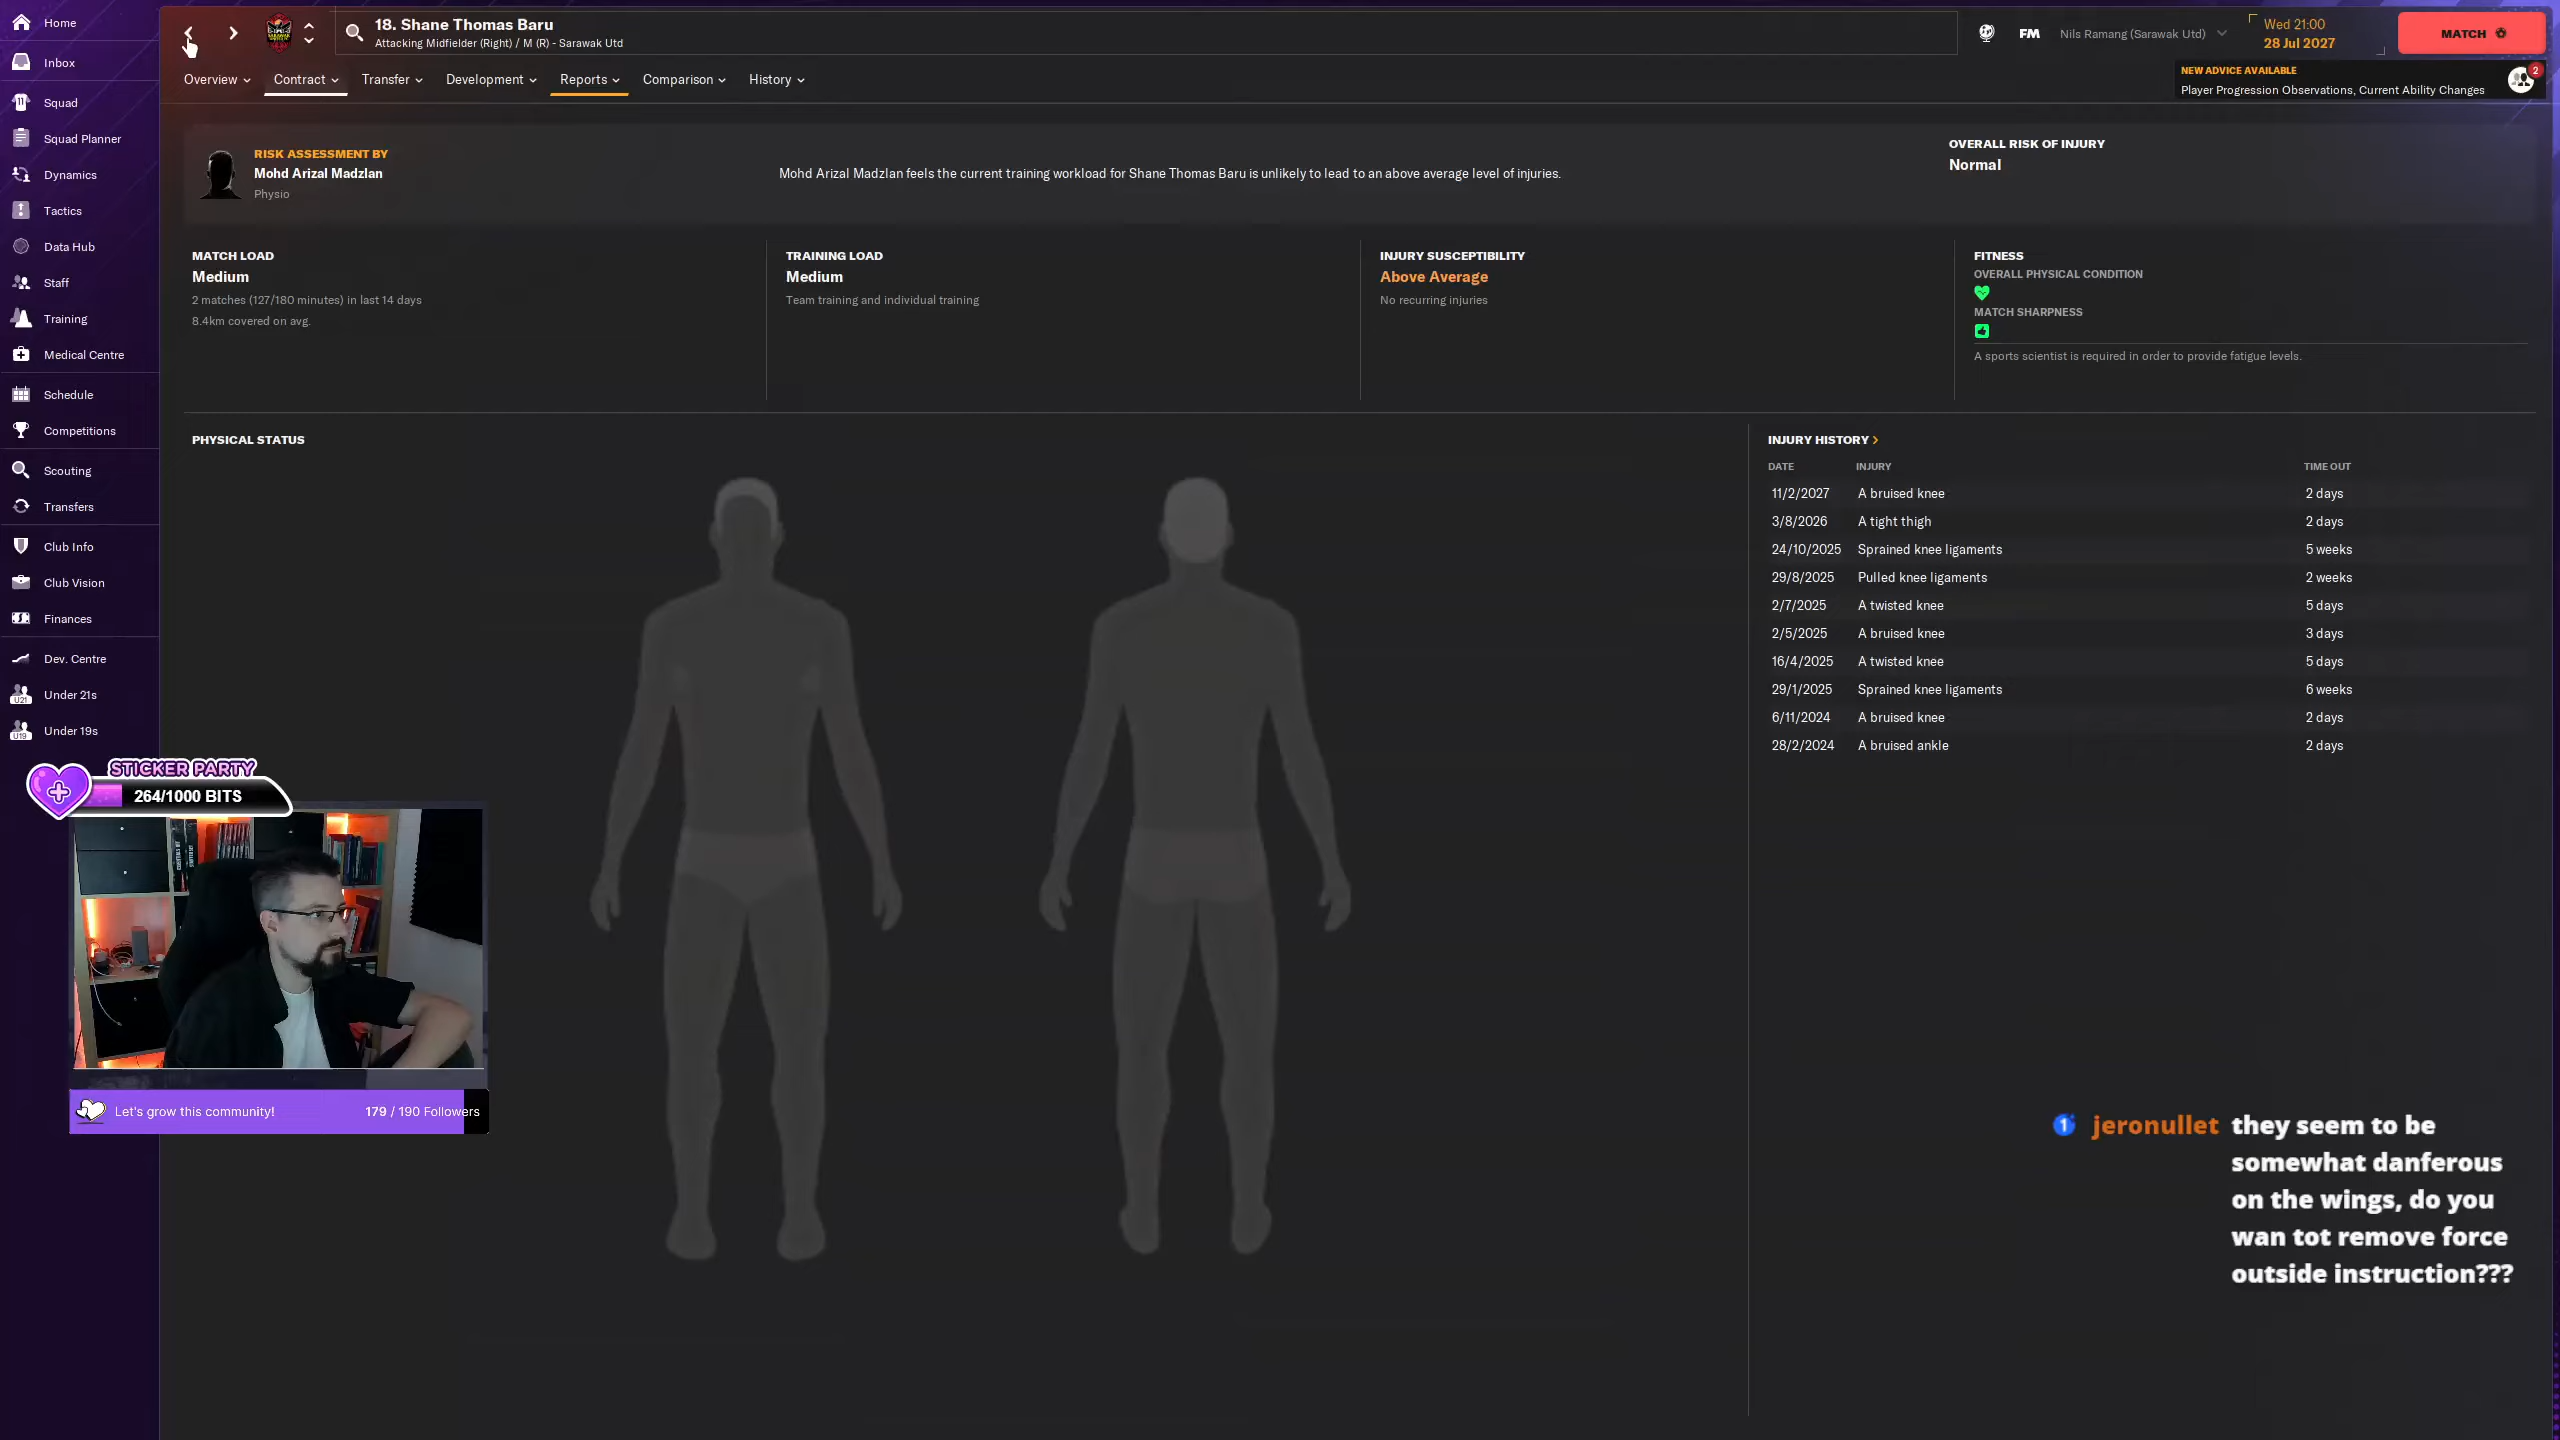 Home
Inbox
Squad
Squad Planner
Dynamics
Tactics
Data Hub
Staff
Training
Medical Centre
Schedule
Competitions
Scouting
Transfers
Club Info
Club Vision
Finances
Dev. Centre
Under 21s
Under 19s
18. Shane Thomas Baru
Attacking Midfielder (Right) / M (R) - Sarawak Utd
FM
Nils Ramang (Sarawak Utd)
Wed 21:00
28 Jul 2027
MATCH
Overview
Contract
Transfer
Development
Reports
Comparison
History
NEW ADVICE AVAILABLE
Player Progression Observations, Current Ability Changes
2
RISK ASSESSMENT BY
Mohd Arizal Madzlan
Physio
Mohd Arizal Madzlan feels the current training workload for Shane Thomas Baru is unlikely to lead to an above average level of injuries.
OVERALL RISK OF INJURY
Normal
MATCH LOAD
Medium
2 matches (127/180 minutes) in last 14 days
8.4km covered on avg.
TRAINING LOAD
Medium
Team training and individual training
INJURY SUSCEPTIBILITY
Above Average
No recurring injuries
FITNESS
OVERALL PHYSICAL CONDITION
MATCH SHARPNESS
A sports scientist is required in order to provide fatigue levels.
PHYSICAL STATUS
INJURY HISTORY
DATE INJURY TIME OUT
11/2/2027 A bruised knee 2 days
3/8/2026 A tight thigh 2 days
24/10/2025 Sprained knee ligaments 5 weeks
29/8/2025 Pulled knee ligaments 2 weeks
2/7/2025 A twisted knee 5 days
2/5/2025 A bruised knee 3 days
16/4/2025 A twisted knee 5 days
29/1/2025 Sprained knee ligaments 6 weeks
6/11/2024 A bruised knee 2 days
28/2/2024 A bruised ankle 2 days
STICKER PARTY
264/1000 BITS
Let's grow this community! 179 / 190 Followers
1 jeronullet they seem to be
somewhat danferous
on the wings, do you
wan tot remove force
outside instruction???